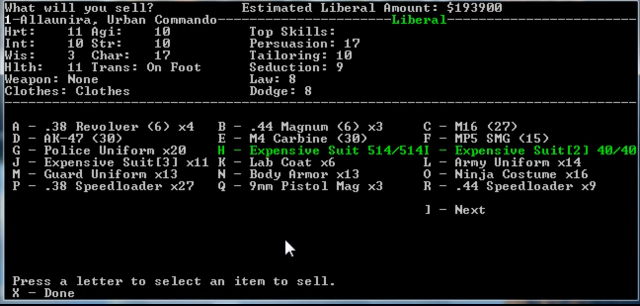 What will you sell? Estimated Liberal Amount: $193900
1-Allaunira, Urban Commando-----------------------Liberal-----------------------
Hrt: 11 Agi: 10 Top Skills:
Int: 10 Str: 10 Persuasion: 17
Wis: 3 Char: 17 Tailoring: 10
Hlth: 11 Trans: On Foot Seduction: 9
Weapon: None Law: 8
Clothes: Clothes Dodge: 8
A - .38 Revolver (6) x4 B - .44 Magnum (6) x3 C - M16 (27)
D - AK-47 (30) E - M4 Carbine (30) F - MP5 SMG (15)
G - Police Uniform x20 H - Expensive Suit 514/514I - Expensive Suit[2] 40/40
J - Expensive Suit[3] x11 K - Lab Coat x6 L - Army Uniform x14
M - Guard Uniform x13 N - Body Armor x13 O - Ninja Costume x16
P - .38 Speedloader x27 Q - 9mm Pistol Mag x3 R - .44 Speedloader x9
] - Next
Press a letter to select an item to sell.
X - Done